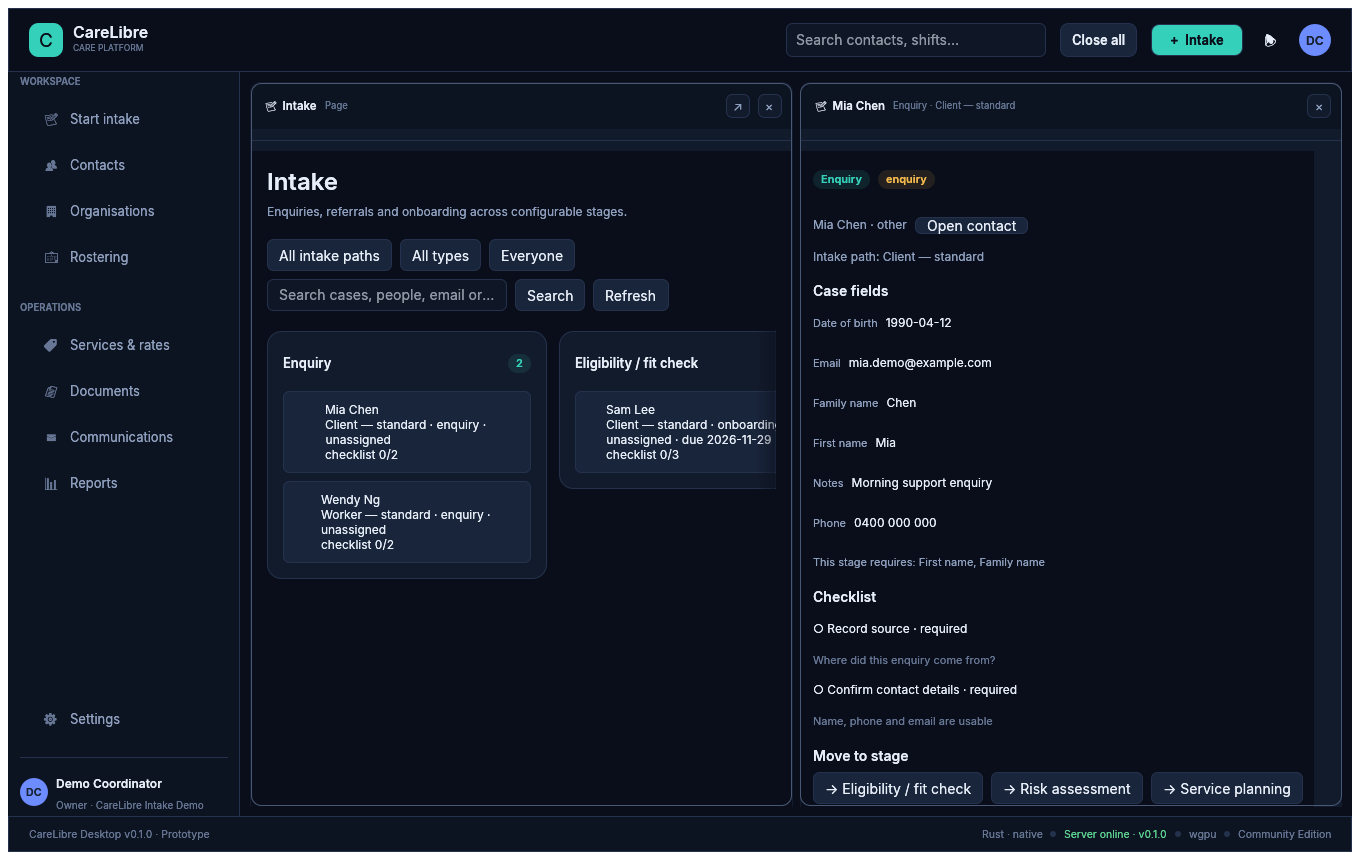 C
CareLibre
CARE PLATFORM
Search contacts, shifts...
Close all
+ Intake
DC
WORKSPACE
Start intake
Contacts
Organisations
Rostering
OPERATIONS
Services & rates
Documents
Communications
Reports
Settings
DC
Demo Coordinator
Owner · CareLibre Intake Demo
Intake Page
↗ ×
Intake
Enquiries, referrals and onboarding across configurable stages.
All intake paths
All types
Everyone
Search cases, people, email or...
Search
Refresh
Enquiry 2
Mia Chen
Client — standard · enquiry ·
unassigned
checklist 0/2
Wendy Ng
Worker — standard · enquiry ·
unassigned
checklist 0/2
Eligibility / fit check
Sam Lee
Client — standard · onboarding
unassigned · due 2026-11-29
checklist 0/3
Mia Chen Enquiry · Client — standard
×
Enquiry enquiry
Mia Chen · other Open contact
Intake path: Client — standard
Case fields
Date of birth 1990-04-12
Email mia.demo@example.com
Family name Chen
First name Mia
Notes Morning support enquiry
Phone 0400 000 000
This stage requires: First name, Family name
Checklist
○ Record source · required
Where did this enquiry come from?
○ Confirm contact details · required
Name, phone and email are usable
Move to stage
→ Eligibility / fit check
→ Risk assessment
→ Service planning
CareLibre Desktop v0.1.0 · Prototype
Rust · native
Server online · v0.1.0
wgpu
Community Edition